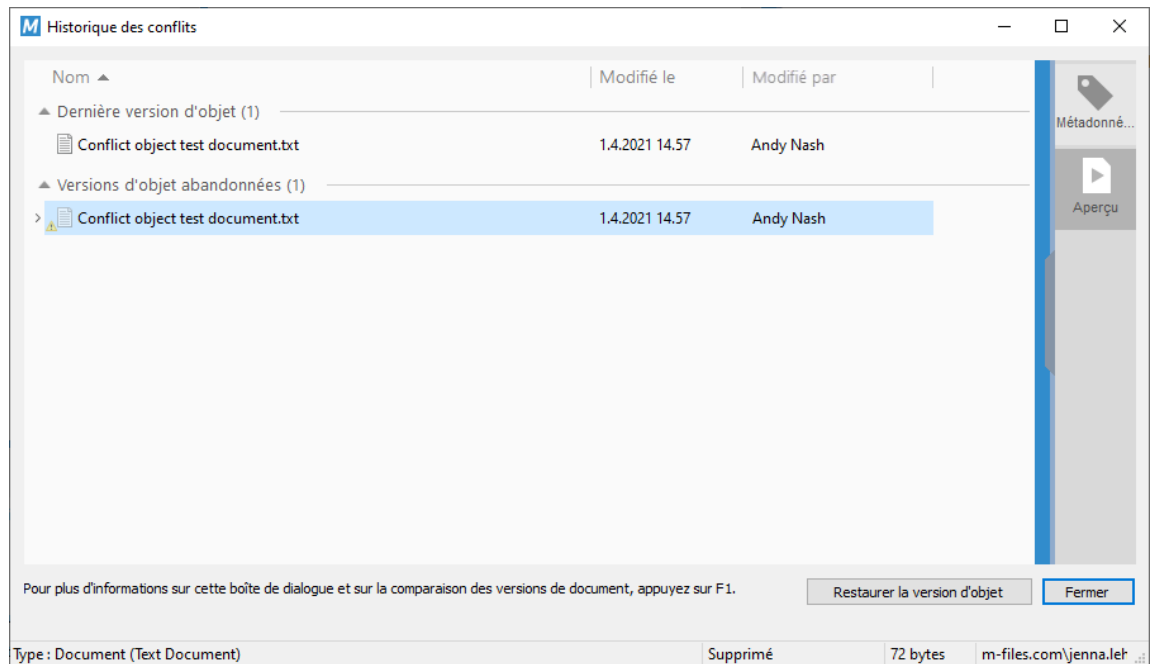 M Historique des conflits
Nom Modifié le Modifié par
Dernière version d'objet (1)
Conflict object test document.txt 1.4.2021 14.57 Andy Nash
Versions d'objet abandonnées (1)
Conflict object test document.txt 1.4.2021 14.57 Andy Nash
Métadonné...
Aperçu
Pour plus d'informations sur cette boîte de dialogue et sur la comparaison des versions de document, appuyez sur F1.
Restaurer la version d'objet Fermer
Type : Document (Text Document) Supprimé 72 bytes m-files.com\jenna.leh